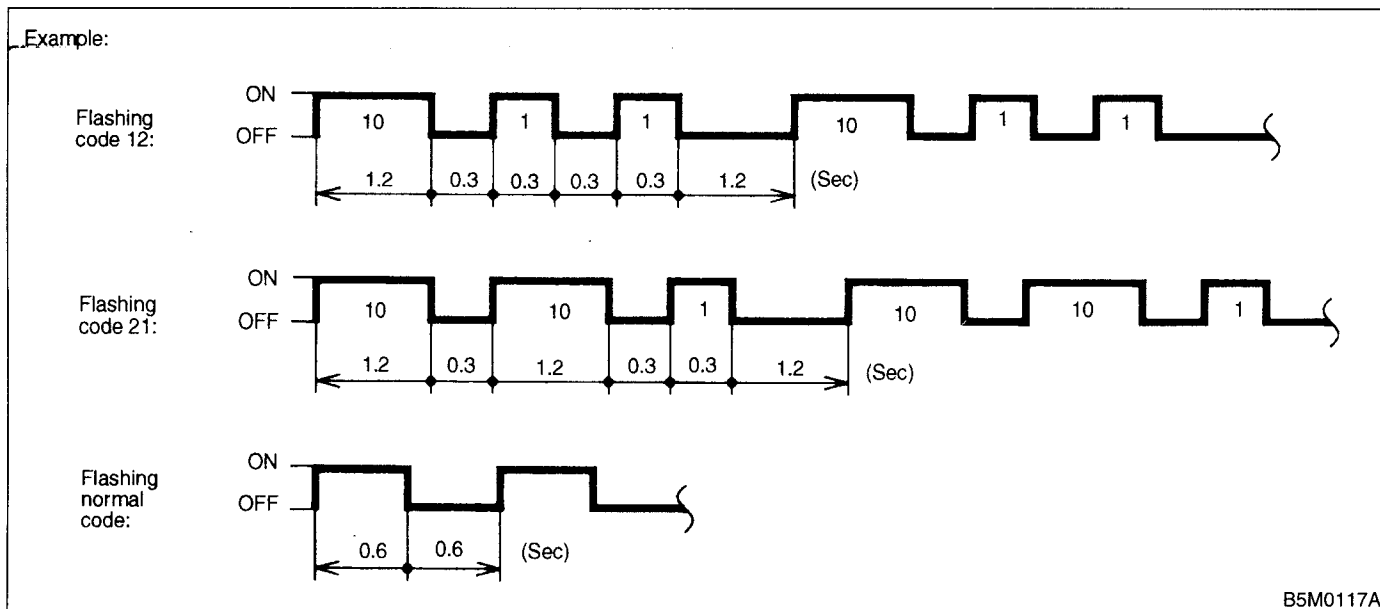 Example:
ON
Flashing
code 12:
OFF
10 1 1 10 1 1
1.2 0.3 0.3 0.3 0.3 1.2 (Sec)
ON
Flashing
code 21:
OFF
10 10 1 10 10 1
1.2 0.3 1.2 0.3 0.3 1.2 (Sec)
ON
Flashing
normal
code:
OFF
0.6 0.6 (Sec)
B5M0117A